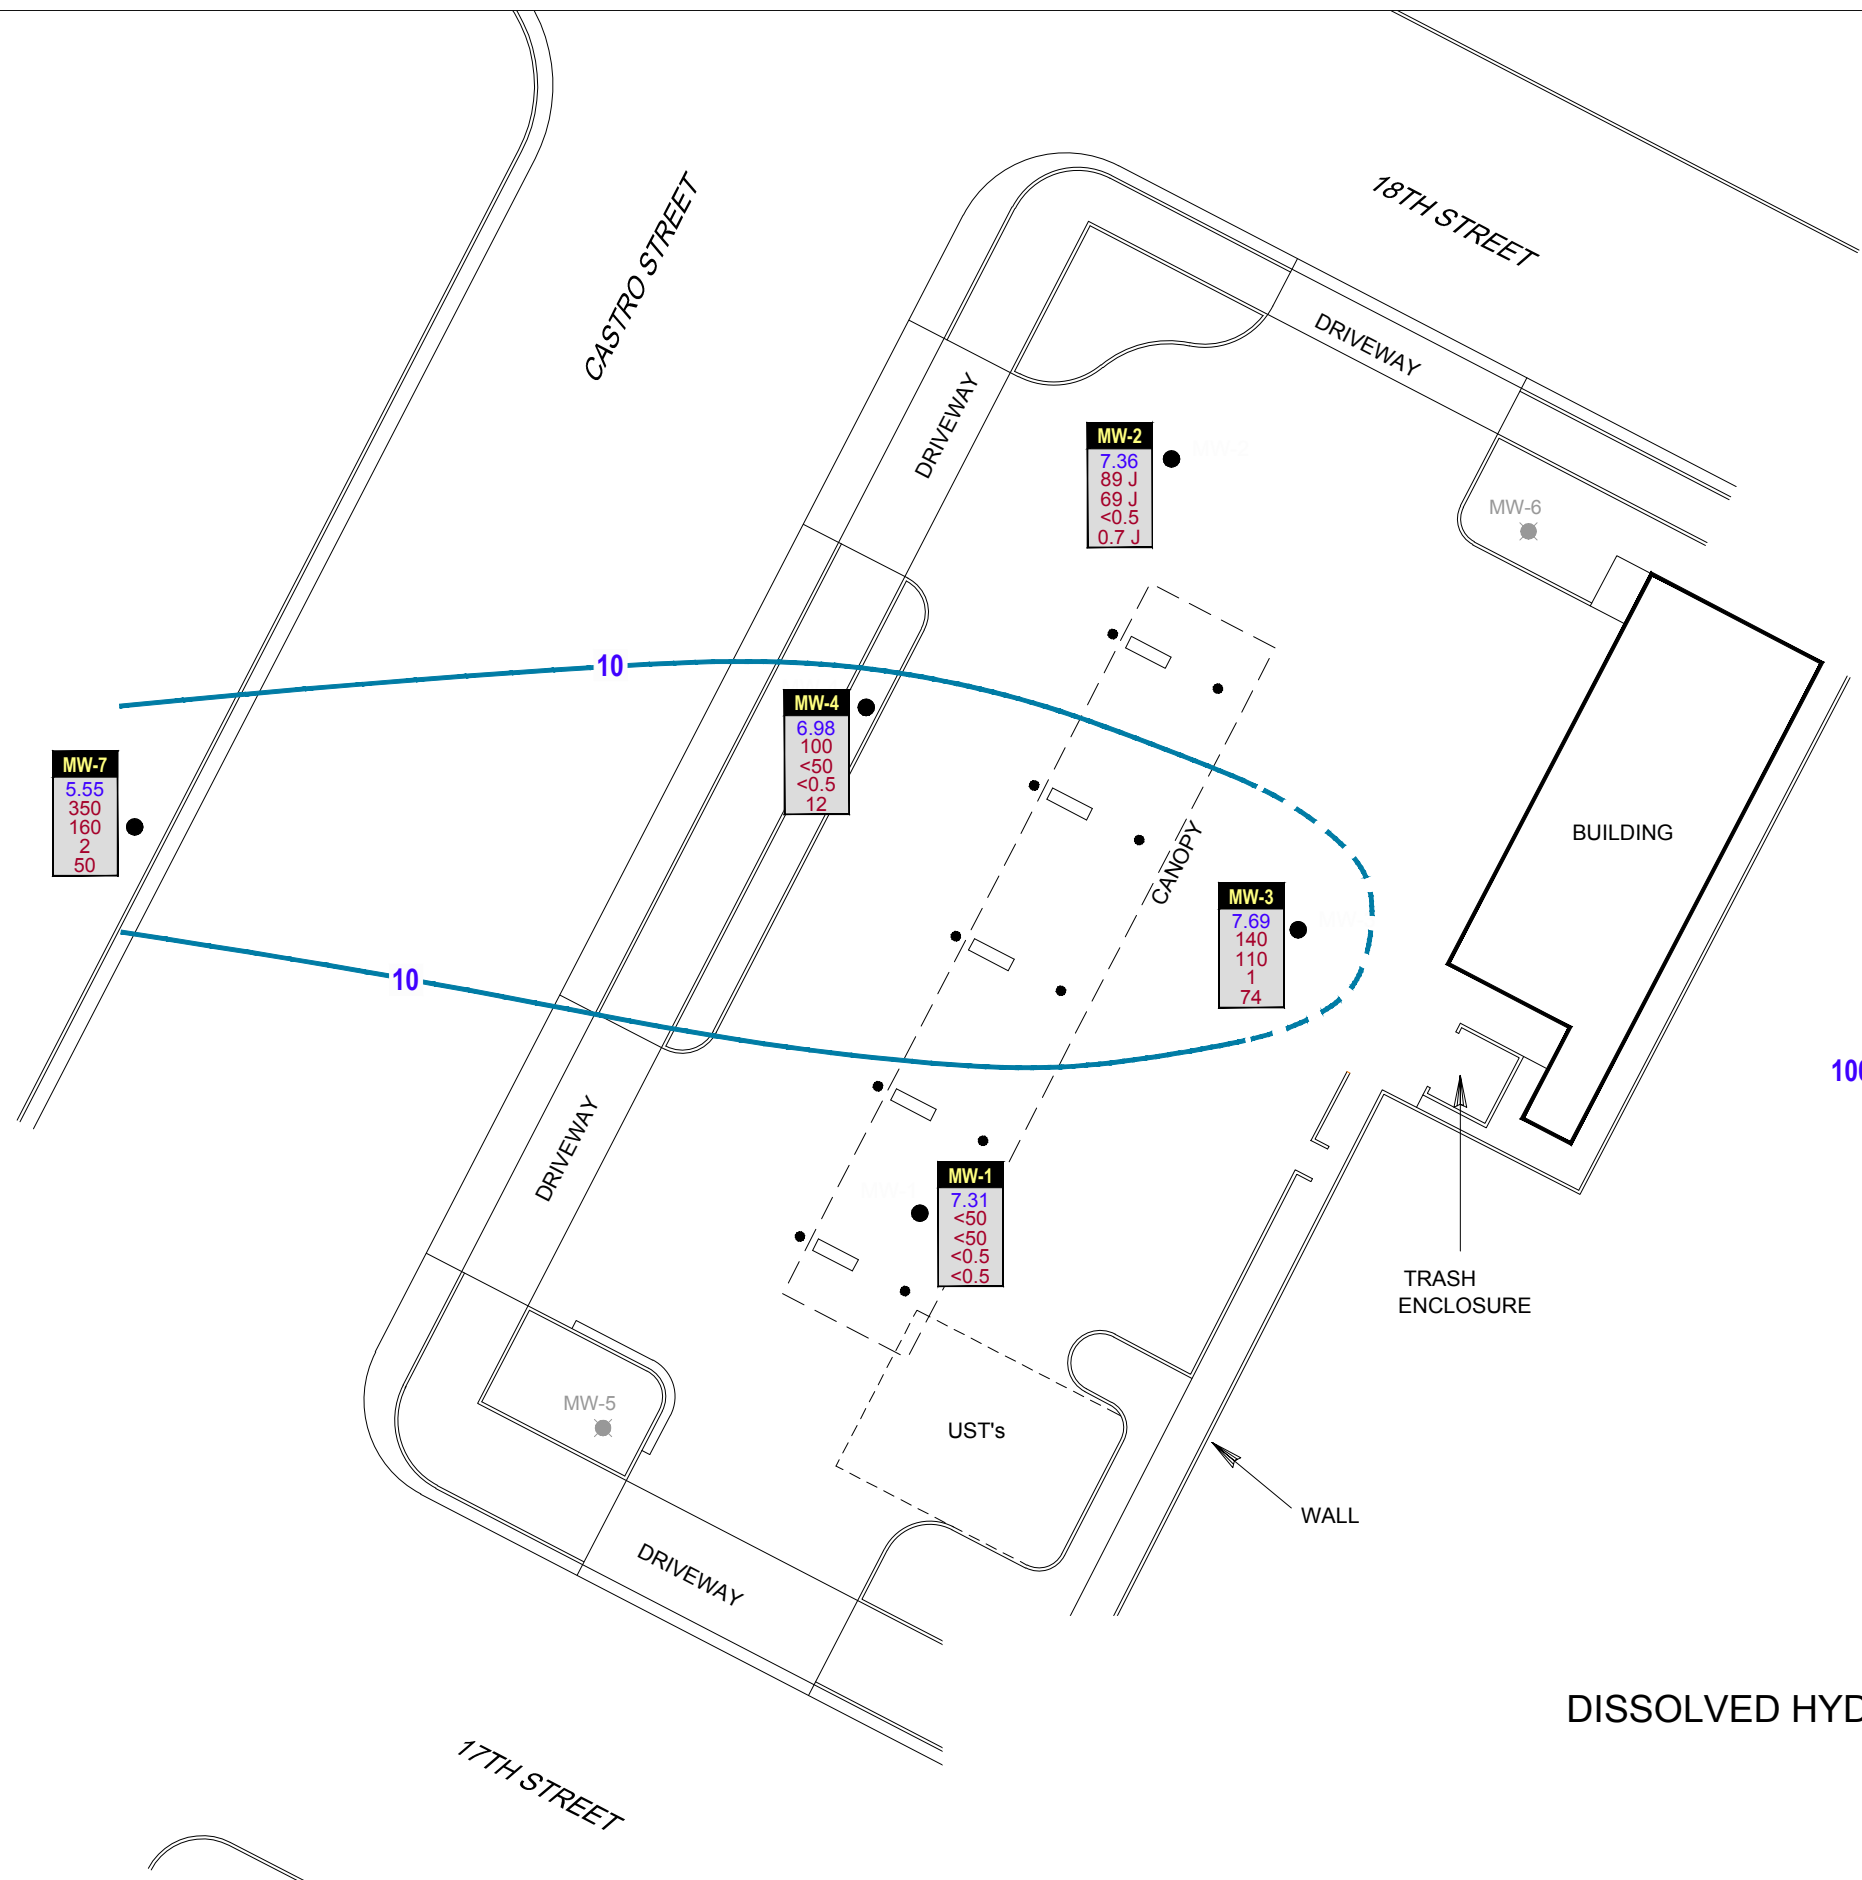 CASTRO STREET
18TH STREET
DRIVEWAY
DRIVEWAY
MW-2
7.36
89 J
69 J
<0.5
0.7 J
MW-6
10
MW-4
6.98
100
<50
<0.5
12
MW-7
5.55
350
160
2
50
BUILDING
CANOPY
MW-3
7.69
140
110
1
74
10
100
DRIVEWAY
MW-1
7.31
<50
<50
<0.5
<0.5
TRASH
ENCLOSURE
MW-5
UST's
WALL
DRIVEWAY
DISSOLVED HYD
17TH STREET